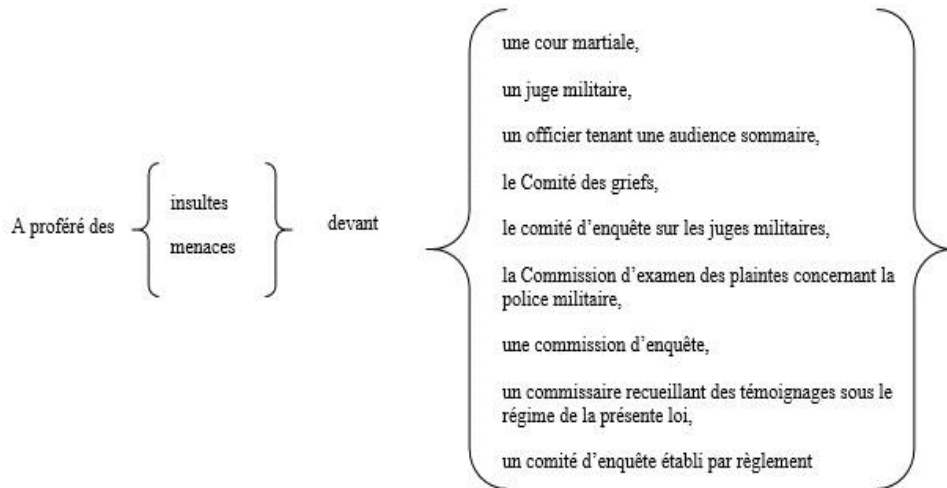 une cour martiale,
un juge militaire,
un officier tenant une audience sommaire,
le Comité des griefs,
A proféré des
insultes
menaces
devant
le comité d'enquête sur les juges militaires,
la Commission d'examen des plaintes concernant la
police militaire,
une commission d'enquête,
un commissaire recueillant des témoignages sous le
régime de la présente loi,
un comité d'enquête établi par règlement